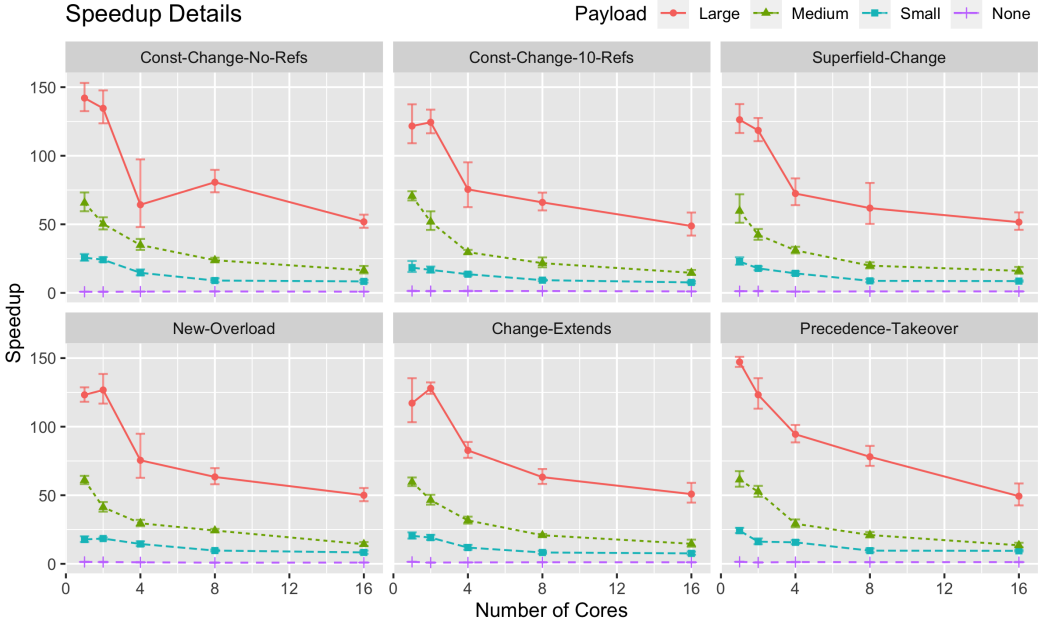 Speedup Details
Payload Large Medium Small None
Const-Change-No-Refs Const-Change-10-Refs Superfield-Change
150
100
50
0
Speedup
New-Overload Change-Extends Precedence-Takeover
150
100
50
0
0 4 8 12 16 0 4 8 12 16 0 4 8 12 16
Number of Cores